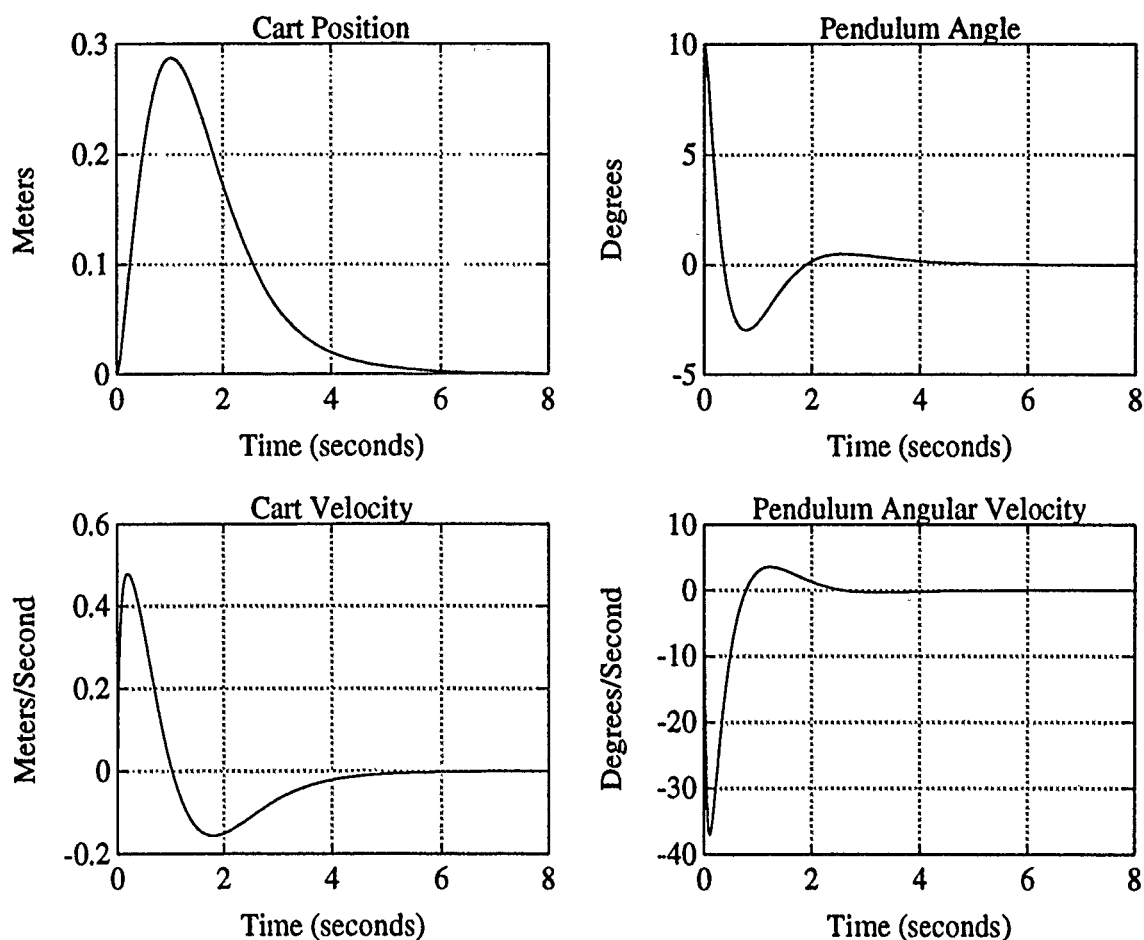 Cart Position
0.3
0.2
0.1
0
Meters
0 2 4 6 8
Time (seconds)
Pendulum Angle
10
5
0
-5
Degrees
0 2 4 6 8
Time (seconds)
Cart Velocity
0.6
0.4
0.2
0
-0.2
Meters/Second
0 2 4 6 8
Time (seconds)
Pendulum Angular Velocity
10
0
-10
-20
-30
-40
Degrees/Second
0 2 4 6 8
Time (seconds)